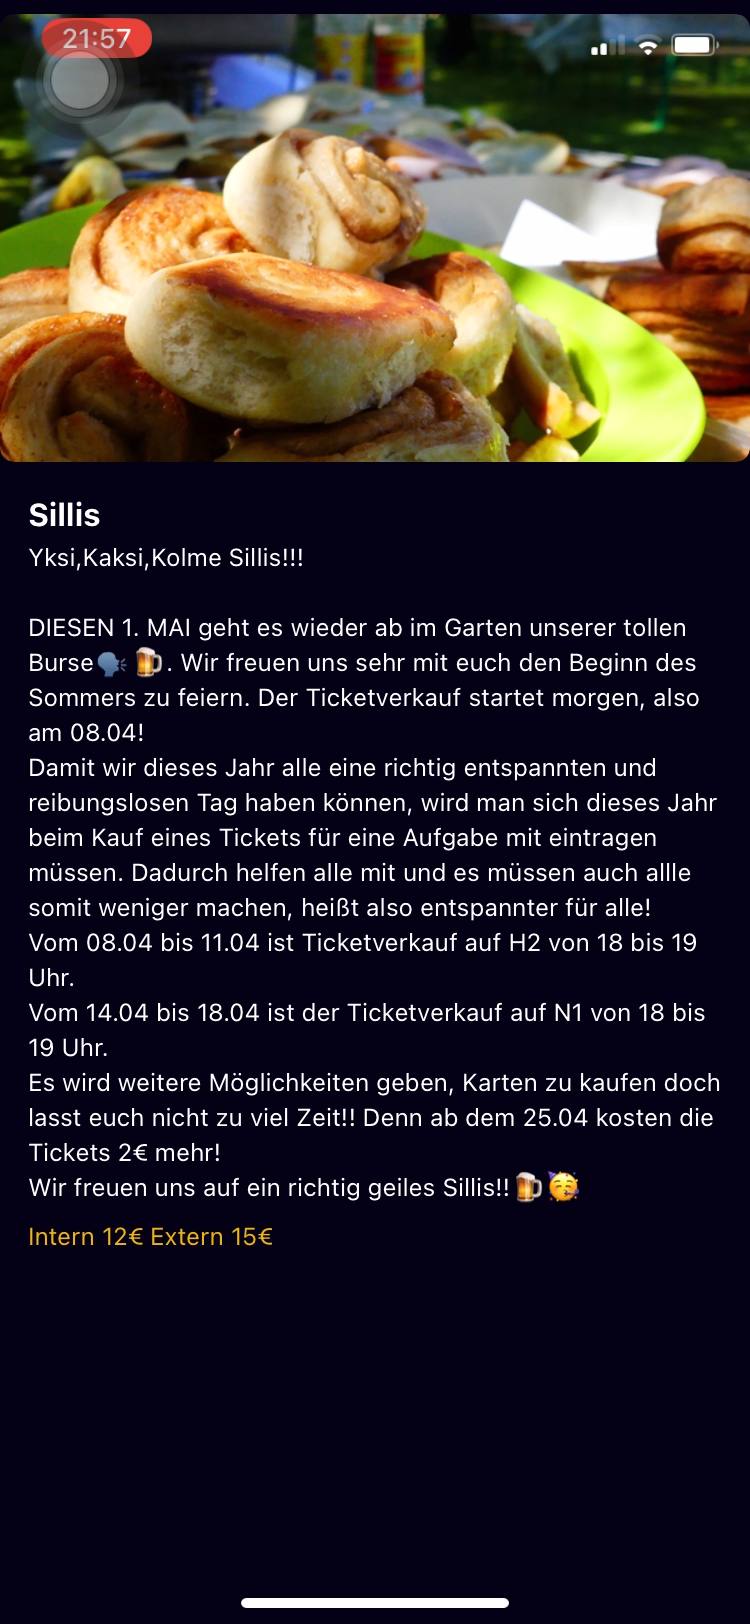 21:57
Sillis
Yksi,Kaksi,Kolme Sillis!!!
DIESEN 1. MAI geht es wieder ab im Garten unserer tollen
Burse🗣️🍺. Wir freuen uns sehr mit euch den Beginn des
Sommers zu feiern. Der Ticketverkauf startet morgen, also
am 08.04!
Damit wir dieses Jahr alle eine richtig entspannten und
reibungslosen Tag haben können, wird man sich dieses Jahr
beim Kauf eines Tickets für eine Aufgabe mit eintragen
müssen. Dadurch helfen alle mit und es müssen auch allle
somit weniger machen, heißt also entspannter für alle!
Vom 08.04 bis 11.04 ist Ticketverkauf auf H2 von 18 bis 19
Uhr.
Vom 14.04 bis 18.04 ist der Ticketverkauf auf N1 von 18 bis
19 Uhr.
Es wird weitere Möglichkeiten geben, Karten zu kaufen doch
lasst euch nicht zu viel Zeit!! Denn ab dem 25.04 kosten die
Tickets 2€ mehr!
Wir freuen uns auf ein richtig geiles Sillis!!🍺🥳
Intern 12€ Extern 15€